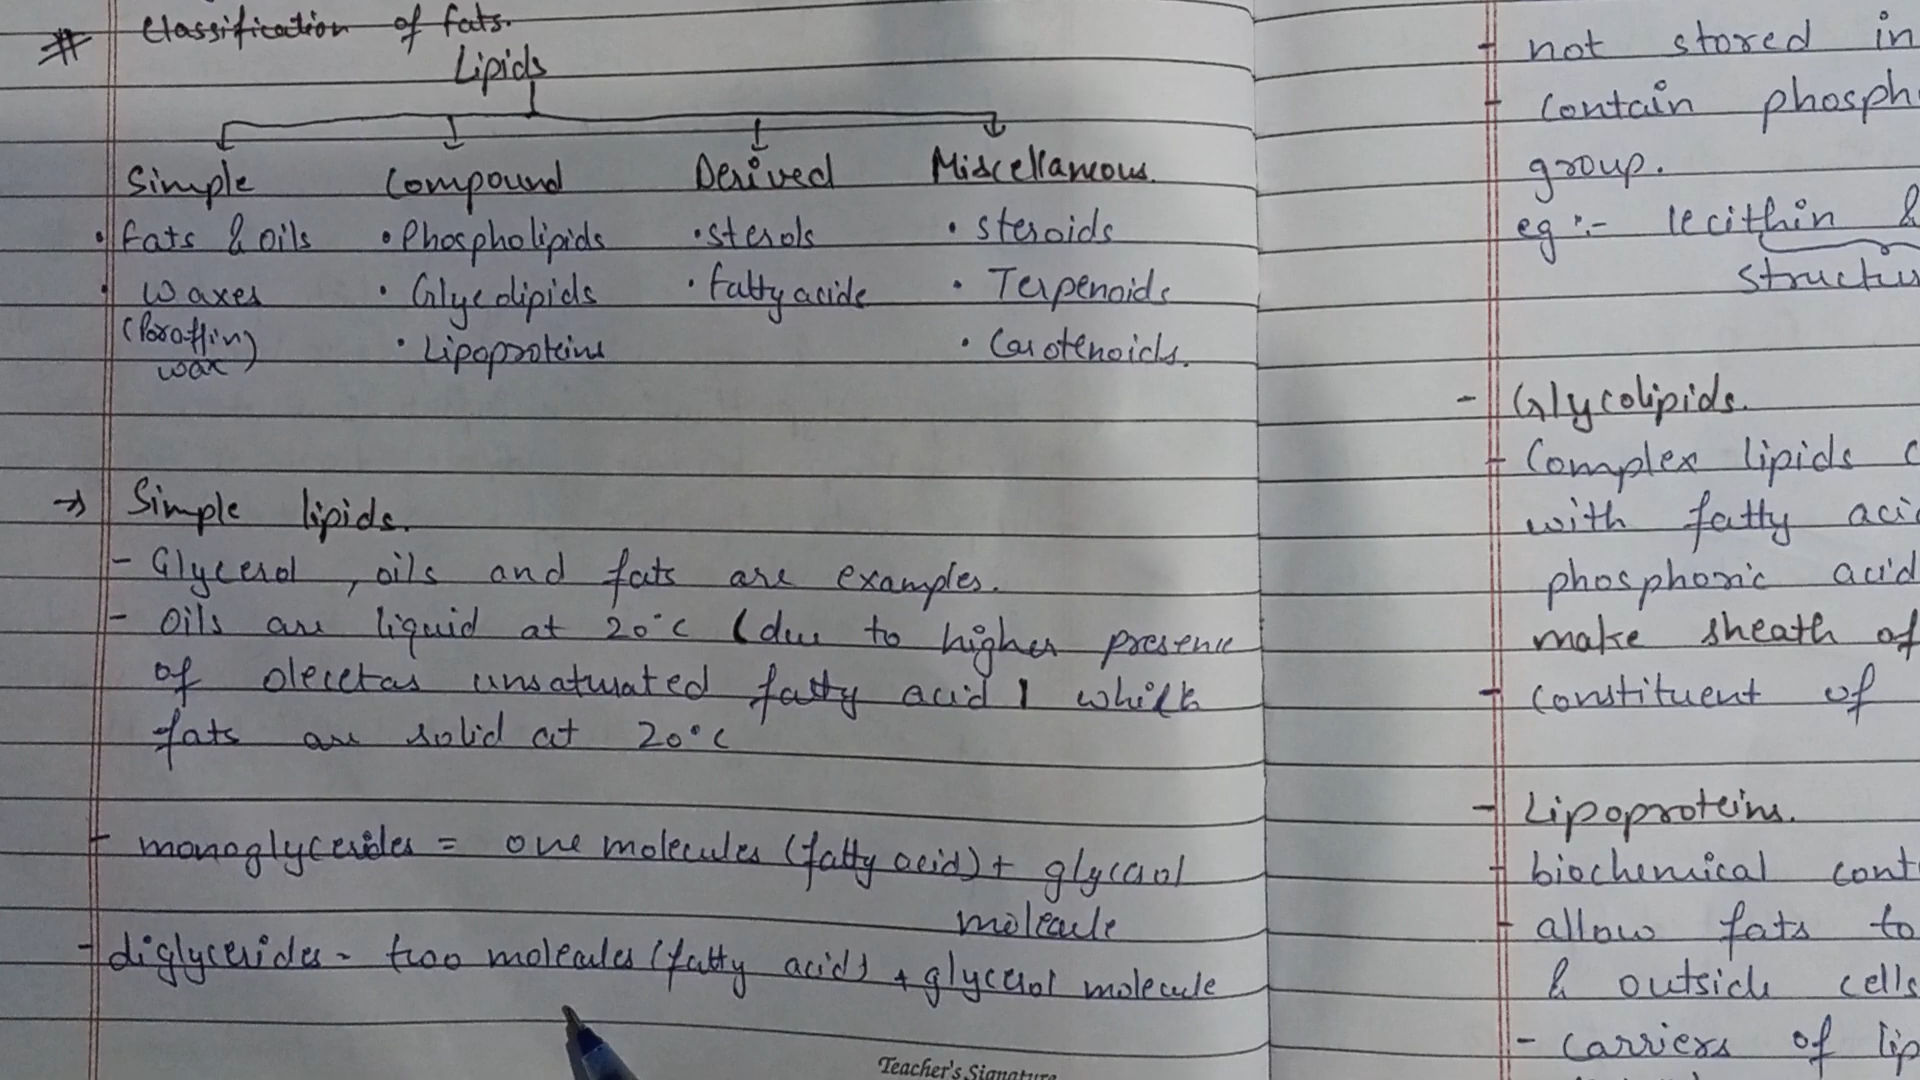 # Classification of fats.
Lipids
Simple Compound Derived Miscellaneous.
• fats & oils • Phospholipids • sterols • steroids
• waxes • Glycolipids • fatty acids • Terpenoids
(Paraffin wax) • Lipoproteins • Carotenoids.
→ Simple lipids.
- Glycerol, oils and fats are examples.
- Oils are liquid at 20°C (due to higher presence
of unsaturated fatty acid) which
fats are solid at 20°C
- monoglycerides = one molecules (fatty acid) + glycerol
molecule
- diglycerides - two molecules (fatty acid) + glycerol molecule
Teacher's Signature
- not stored in
- contain phosph
group.
eg :- lecithin &
structu
- Glycolipids.
- Complex lipids c
with fatty aci
phosphoric acid
make sheath of
- constituent of
- Lipoproteins.
- biochemical cont
- allow fats to
& outside cells
- carriers of lip